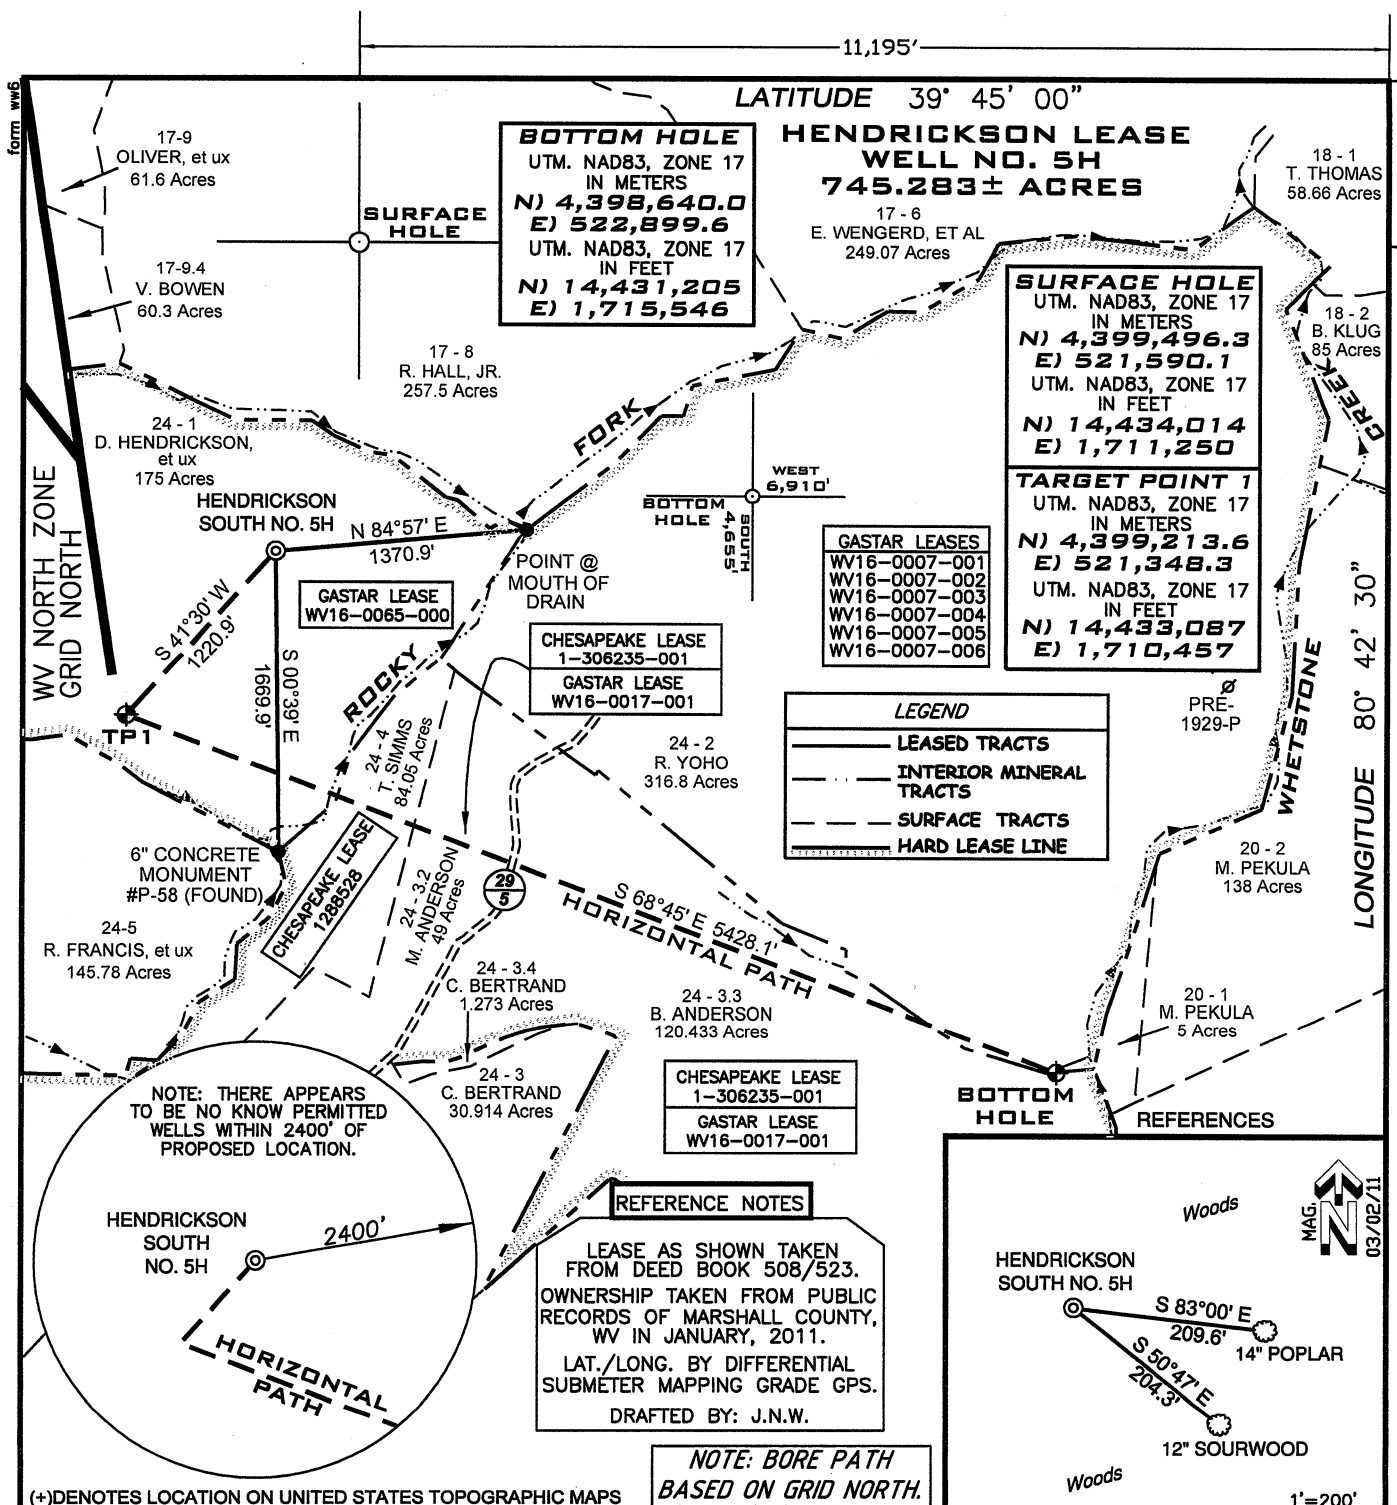 11,195'
form ww6
LATITUDE 39° 45' 00"
HENDRICKSON LEASE
WELL NO. 5H
745.283± ACRES
17-9
OLIVER, et ux
61.6 Acres
BOTTOM HOLE
UTM. NAD83, ZONE 17
IN METERS
N) 4,398,640.0
E) 522,899.6
UTM. NAD83, ZONE 17
IN FEET
N) 14,431,205
E) 1,715,546
18 - 1
T. THOMAS
58.66 Acres
SURFACE
HOLE
17 - 6
E. WENGERD, ET AL
249.07 Acres
17-9.4
V. BOWEN
60.3 Acres
SURFACE HOLE
UTM. NAD83, ZONE 17
IN METERS
N) 4,399,496.3
E) 521,590.1
UTM. NAD83, ZONE 17
IN FEET
N) 14,434,014
E) 1,711,250
TARGET POINT 1
UTM. NAD83, ZONE 17
IN METERS
N) 4,399,213.6
E) 521,348.3
UTM. NAD83, ZONE 17
IN FEET
N) 14,433,087
E) 1,710,457
18 - 2
B. KLUG
85 Acres
17 - 8
R. HALL, JR.
257.5 Acres
CREEK
FORK
24 - 1
D. HENDRICKSON,
et ux
175 Acres
WV NORTH ZONE
GRID NORTH
HENDRICKSON
SOUTH NO. 5H
N 84°57' E
1370.9'
WEST
6,910'
BOTTOM
HOLE
SOUTH
4,655'
POINT @
MOUTH OF
DRAIN
GASTAR LEASES
WV16-0007-001
WV16-0007-002
WV16-0007-003
WV16-0007-004
WV16-0007-005
WV16-0007-006
GASTAR LEASE
WV16-0065-000
S 41°30' W
1220.9'
S 00°39' E
1669.9'
CHESAPEAKE LEASE
1-306235-001
GASTAR LEASE
WV16-0017-001
ROCKY
TP1
PRE-
1929-P
WHETSTONE
LONGITUDE 80° 42' 30"
LEGEND
LEASED TRACTS
INTERIOR MINERAL
TRACTS
SURFACE TRACTS
HARD LEASE LINE
24 - 4
T. SIMMS
84.05 Acres
24 - 2
R. YOHO
316.8 Acres
6" CONCRETE
MONUMENT
#P-58 (FOUND)
CHESAPEAKE LEASE
1288528
24 - 3.2
M. ANDERSON
49 Acres
29
5
S 68°45' E 5428.1'
HORIZONTAL PATH
20 - 2
M. PEKULA
138 Acres
24-5
R. FRANCIS, et ux
145.78 Acres
24 - 3.4
C. BERTRAND
1.273 Acres
24 - 3.3
B. ANDERSON
120.433 Acres
20 - 1
M. PEKULA
5 Acres
24 - 3
C. BERTRAND
30.914 Acres
CHESAPEAKE LEASE
1-306235-001
GASTAR LEASE
WV16-0017-001
BOTTOM
HOLE
REFERENCES
NOTE: THERE APPEARS
TO BE NO KNOW PERMITTED
WELLS WITHIN 2400' OF
PROPOSED LOCATION.
HENDRICKSON
SOUTH
NO. 5H
2400'
HORIZONTAL
PATH
REFERENCE NOTES
LEASE AS SHOWN TAKEN
FROM DEED BOOK 508/523.
OWNERSHIP TAKEN FROM PUBLIC
RECORDS OF MARSHALL COUNTY,
WV IN JANUARY, 2011.
LAT./LONG. BY DIFFERENTIAL
SUBMETER MAPPING GRADE GPS.
DRAFTED BY: J.N.W.
Woods
MAG.
N
03/02/11
HENDRICKSON
SOUTH NO. 5H
S 83°00' E
209.6'
14" POPLAR
S 50°47' E
204.3'
12" SOURWOOD
Woods
1'=200'
NOTE: BORE PATH
BASED ON GRID NORTH.
(+)DENOTES LOCATION ON UNITED STATES TOPOGRAPHIC MAPS